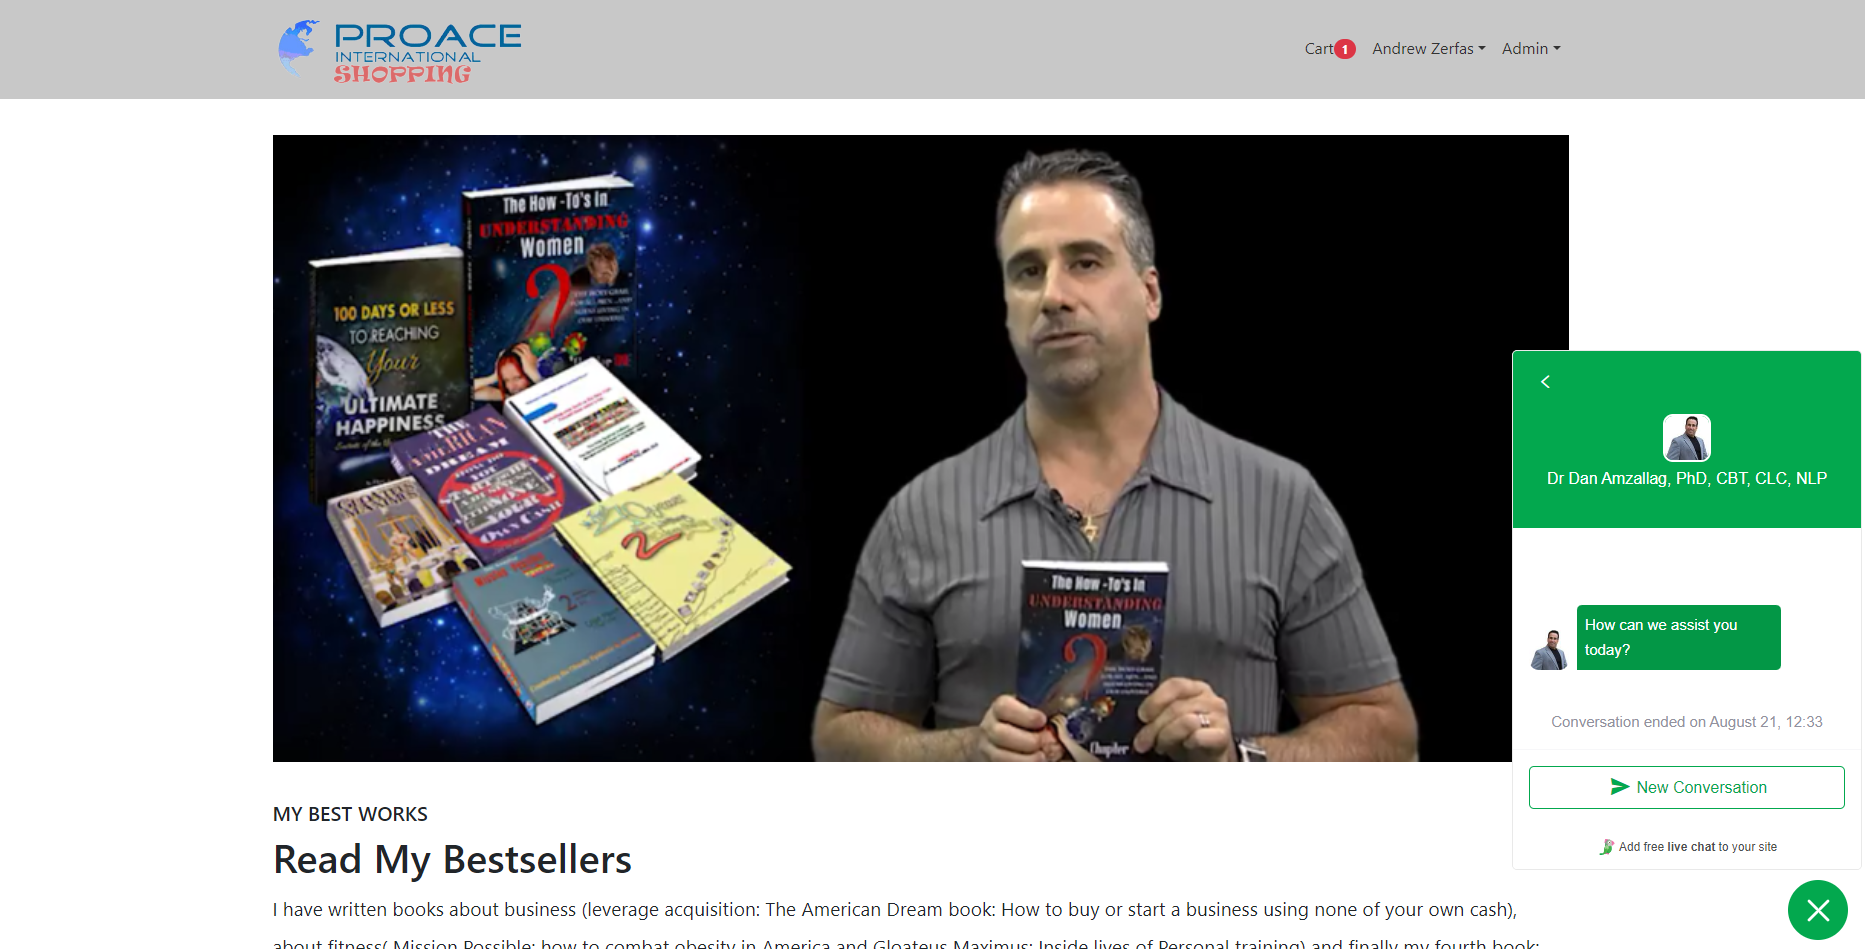 PROACE
INTERNATIONAL
SHOPPING
Cart 1
Andrew Zerfas
Admin
The How -To's In
UNDERSTANDING
Women
?
100 DAYS OR LESS
TO REACHING
Your
ULTIMATE
HAPPINESS
THE
AMERICAN
DREAM
OWN CASH
2
The How -To's In
UNDERSTANDING
Women
?
Chapter
Dr Dan Amzallag, PhD, CBT, CLC, NLP
How can we assist you
today?
Conversation ended on August 21, 12:33
New Conversation
Add free live chat to your site
MY BEST WORKS
Read My Bestsellers
I have written books about business (leverage acquisition: The American Dream book: How to buy or start a business using none of your own cash),
about fitness( Mission Possible: how to combat obesity in America and Gloateus Maximus: Inside lives of Personal training) and finally my fourth book: